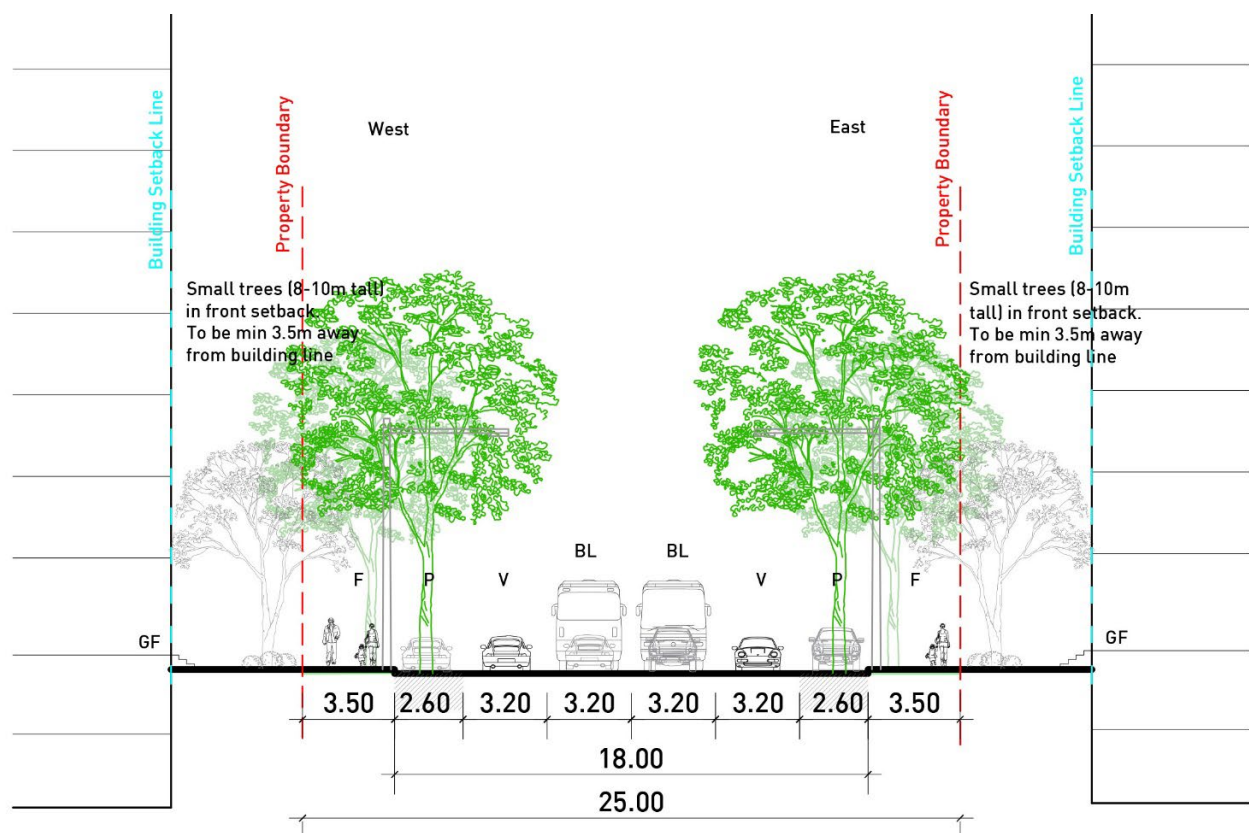 Building Setback Line
Property Boundary
West
East
Property Boundary
Building Setback Line
Small trees (8-10m tall)
in front setback.
To be min 3.5m away
from building line
Small trees (8-10m
tall) in front setback.
To be min 3.5m away
from building line
F
P
V
BL
BL
V
P
F
GF
GF
3.50
2.60
3.20
3.20
3.20
3.20
2.60
3.50
18.00
25.00